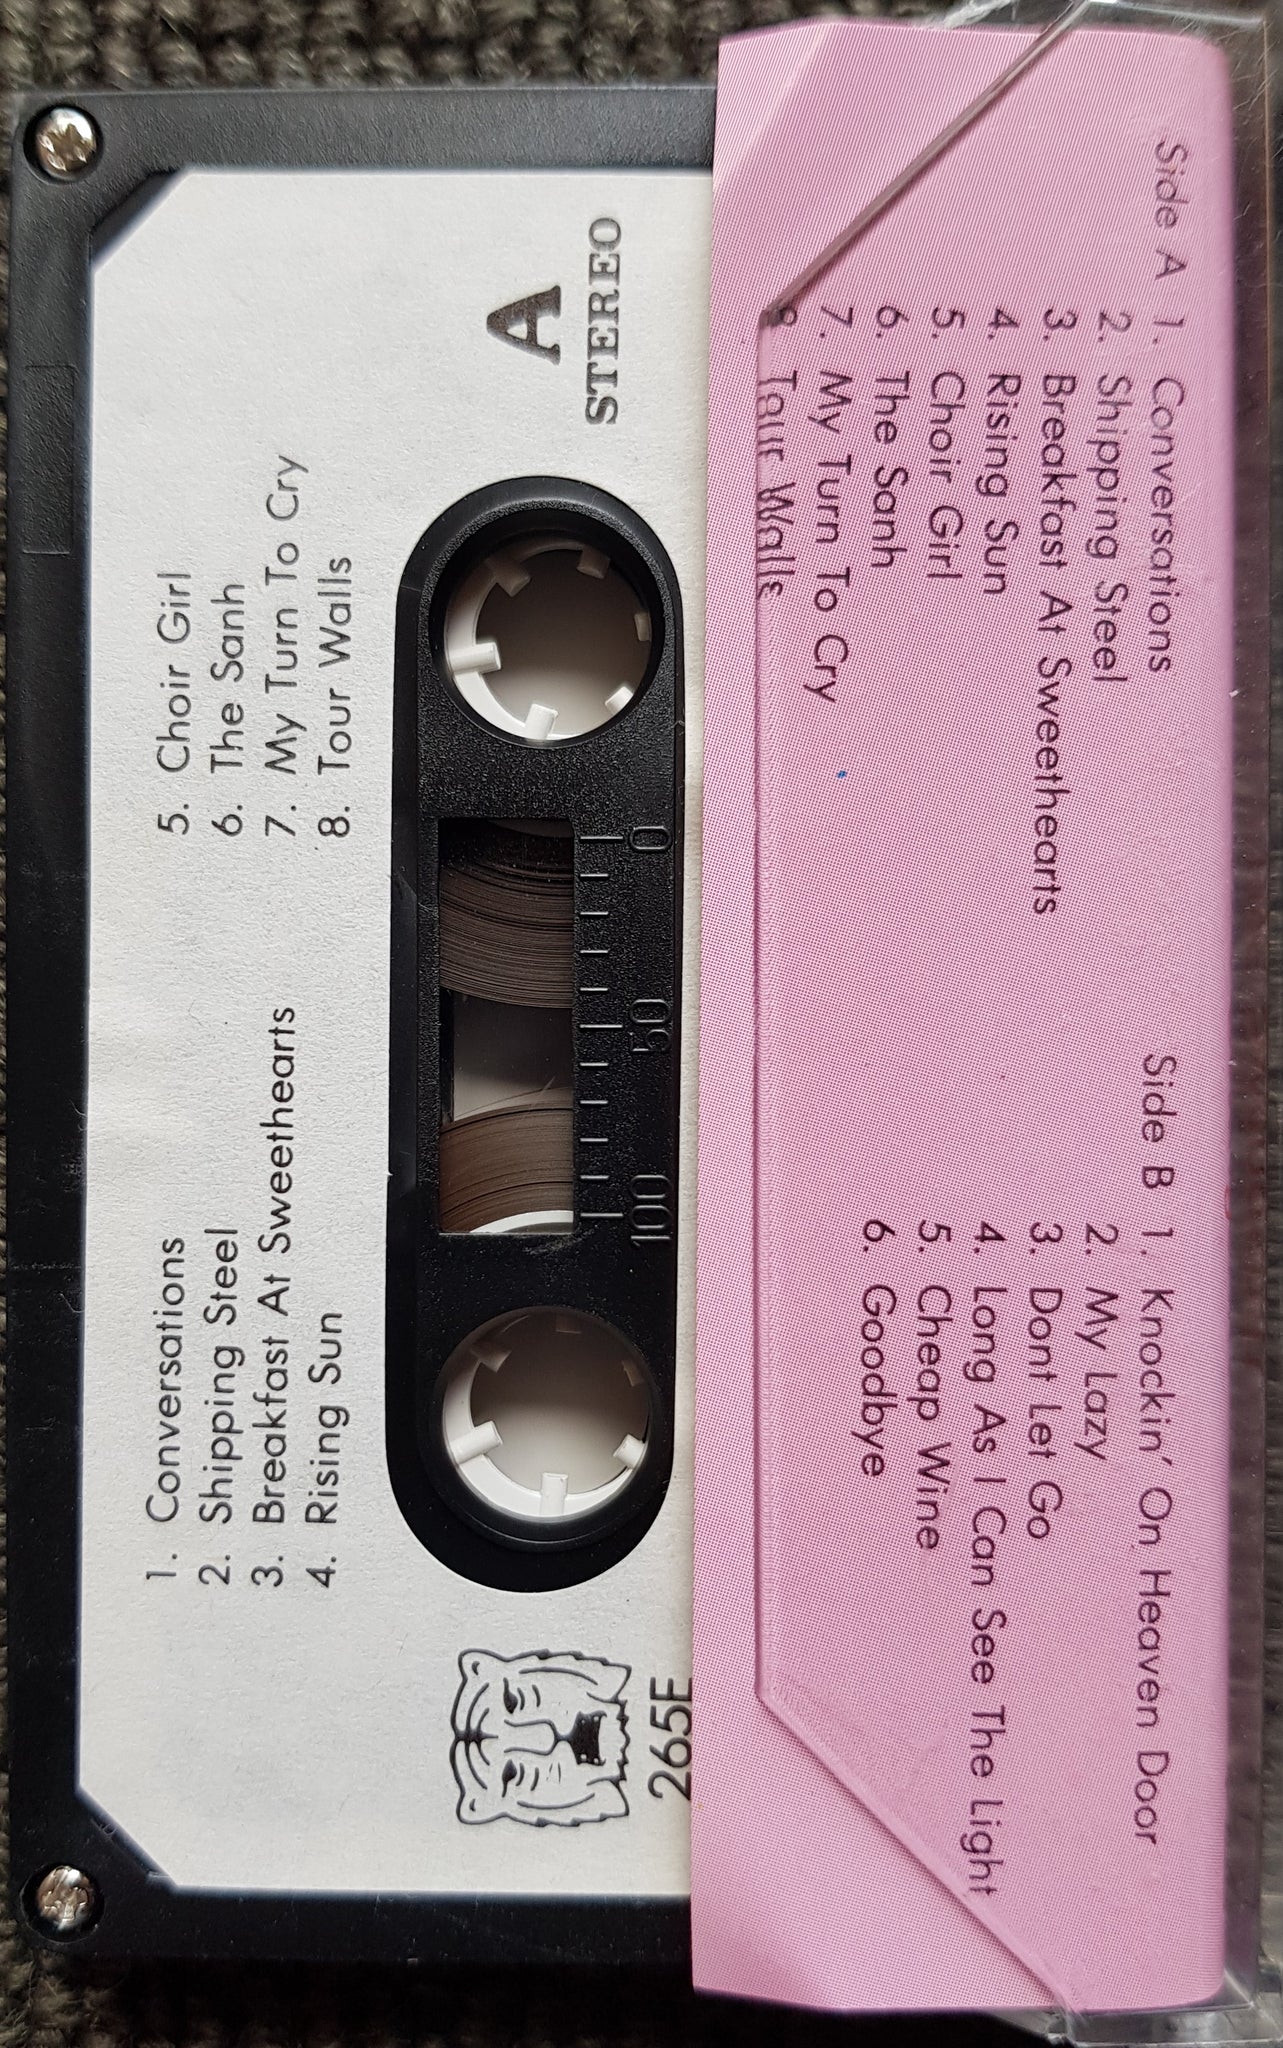 Side A
1. Conversations
2. Shipping Steel
3. Breakfast At Sweethearts
4. Rising Sun
5. Choir Girl
6. The Sanh
7. My Turn To Cry
8 Tour Walls
Side B
1. Knockin' On Heaven Door
2. My Lazy
3. Dont Let Go
4. Long As I Can See The Light
5. Cheap Wine
6. Goodbye
A
STEREO
1. Conversations
2. Shipping Steel
3. Breakfast At Sweethearts
4. Rising Sun
5. Choir Girl
6. The Sanh
7. My Turn To Cry
8. Tour Walls
0 50 100
265E